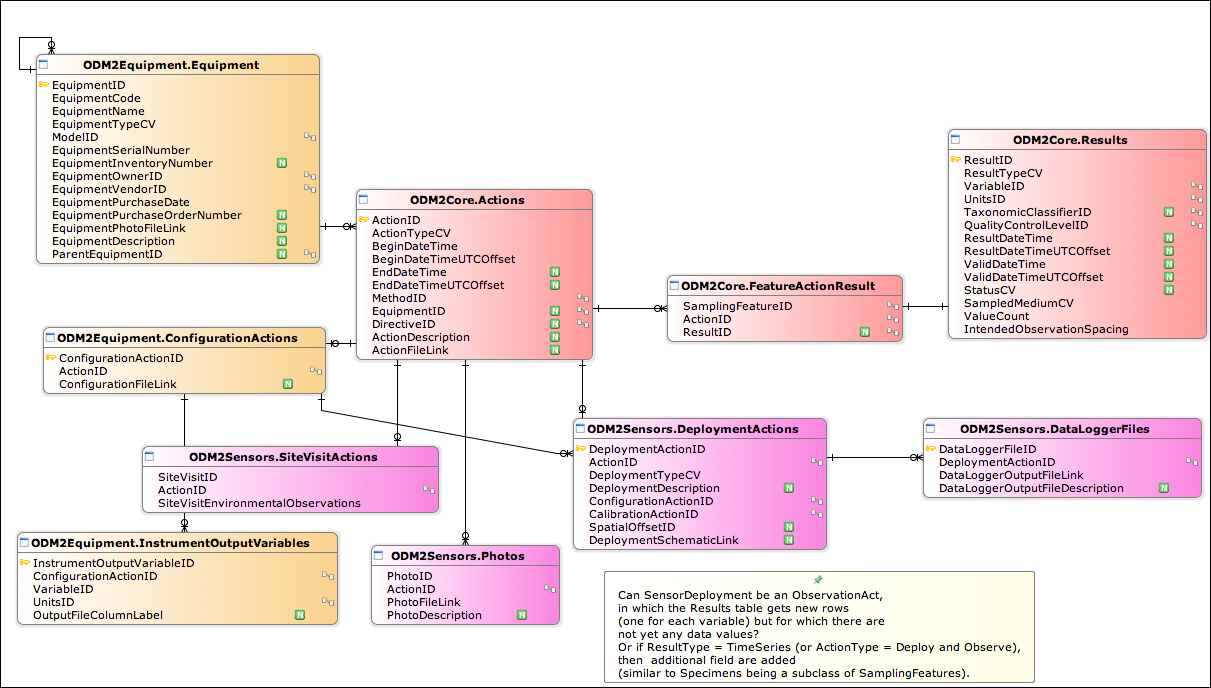 ODM2Equipment.Equipment
EquipmentID
EquipmentCode
EquipmentName
EquipmentTypeCV
ModelID
EquipmentSerialNumber
EquipmentInventoryNumber N
EquipmentOwnerID
EquipmentVendorID
EquipmentPurchaseDate
EquipmentPurchaseOrderNumber N
EquipmentPhotoFileLink N
EquipmentDescription N
ParentEquipmentID N
ODM2Core.Actions
ActionID
ActionTypeCV
BeginDateTime
BeginDateTimeUTCOffset
EndDateTime N
EndDateTimeUTCOffset N
MethodID
EquipmentID N
DirectiveID N
ActionDescription N
ActionFileLink N
ODM2Core.FeatureActionResult
SamplingFeatureID
ActionID
ResultID N
ODM2Core.Results
ResultID
ResultTypeCV
VariableID
UnitsID
TaxonomicClassifierID N
QualityControlLevelID
ResultDateTime N
ResultDateTimeUTCOffset N
ValidDateTime N
ValidDateTimeUTCOffset N
StatusCV N
SampledMediumCV
ValueCount
IntendedObservationSpacing
ODM2Equipment.ConfigurationActions
ConfigurationActionID
ActionID
ConfigurationFileLink N
ODM2Sensors.SiteVisitActions
SiteVisitID
ActionID
SiteVisitEnvironmentalObservations
ODM2Sensors.DeploymentActions
DeploymentActionID
ActionID
DeploymentTypeCV
DeploymentDescription N
ConfigurationActionID
CalibrationActionID
SpatialOffsetID N
DeploymentSchematicLink N
ODM2Sensors.DataLoggerFiles
DataLoggerFileID
DeploymentActionID
DataLoggerOutputFileLink
DataLoggerOutputFileDescription N
ODM2Equipment.InstrumentOutputVariables
InstrumentOutputVariableID
ConfigurationActionID
VariableID
UnitsID
OutputFileColumnLabel N
ODM2Sensors.Photos
PhotoID
ActionID
PhotoFileLink
PhotoDescription N
Can SensorDeployment be an ObservationAct,
in which the Results table gets new rows
(one for each variable) but for which there are
not yet any data values?
Or if ResultType = TimeSeries (or ActionType = Deploy and Observe),
then additional field are added
(similar to Specimens being a subclass of SamplingFeatures).